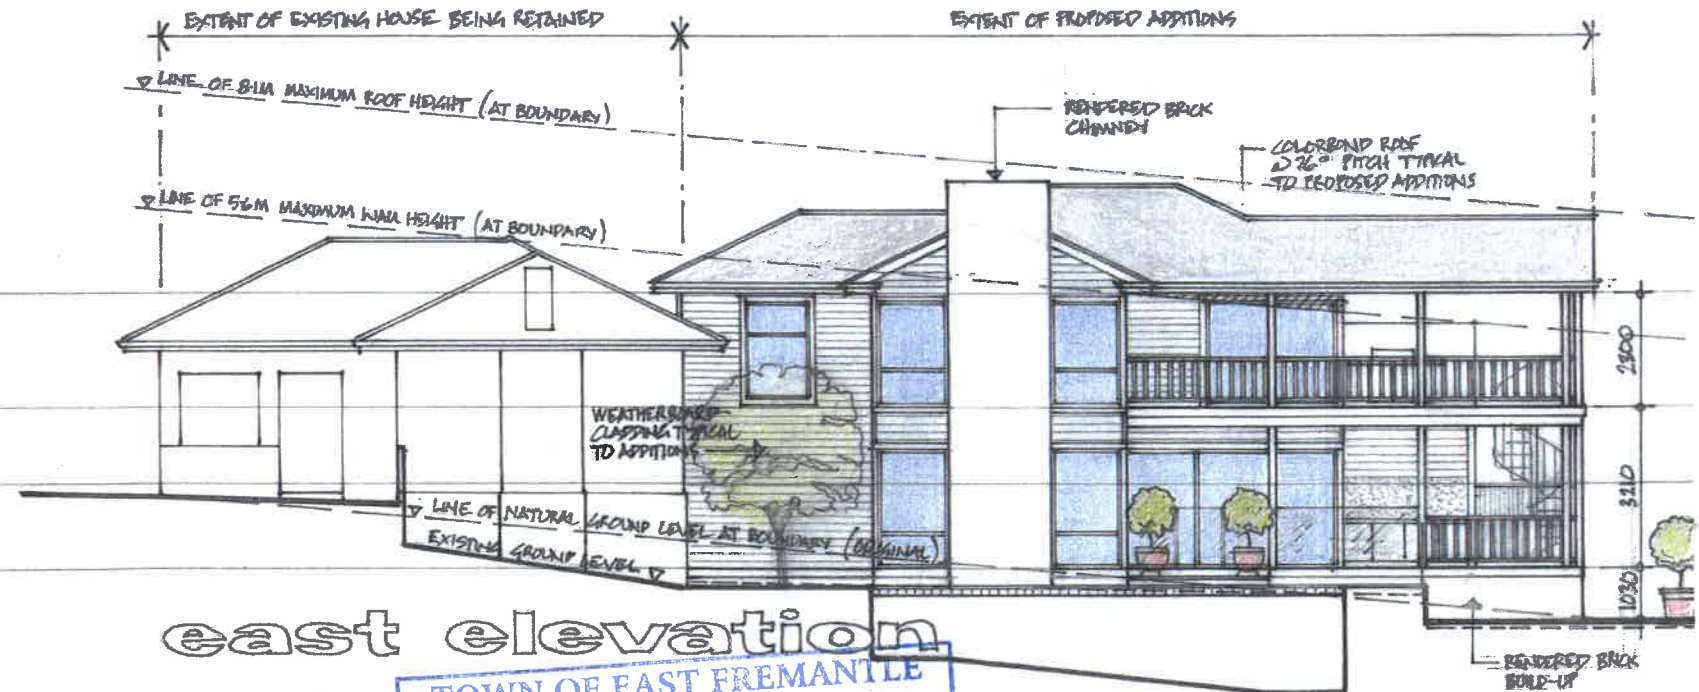 EXTENT OF EXISTING HOUSE BEING RETAINED
EXTENT OF PROPOSED ADDITIONS
LINE OF 8.1M MAXIMUM ROOF HEIGHT (AT BOUNDARY)
RENDERED BRICK
CHIMNEY
COLORBOND ROOF
@ 26° PITCH TYPICAL
TO PROPOSED ADDITIONS
LINE OF 5.6M MAXIMUM WALL HEIGHT (AT BOUNDARY)
2300
WEATHERBOARD
CLADDING TYPICAL
TO ADDITIONS
LINE OF NATURAL GROUND LEVEL AT BOUNDARY (ORIGINAL)
EXISTING GROUND LEVEL
3210
1030
east elevation
TOWN OF EAST FREMANTLE
RENDERED BRICK
BUILD-UP